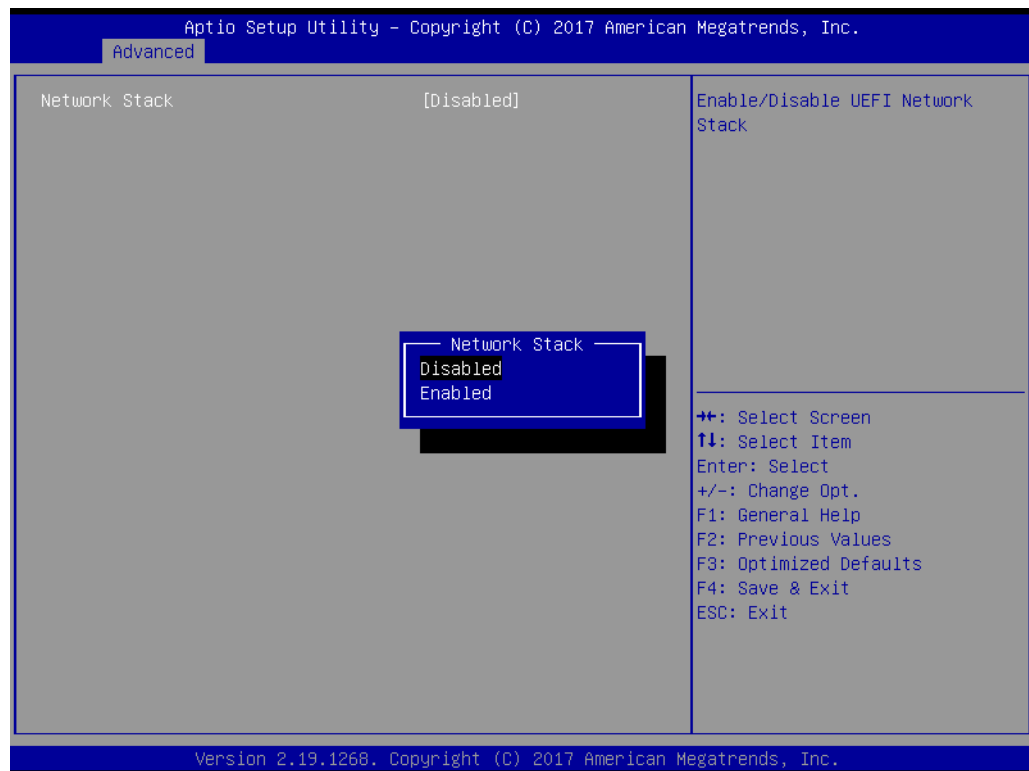 Aptio Setup Utility – Copyright (C) 2017 American Megatrends, Inc.
Advanced
Network Stack [Disabled]
Enable/Disable UEFI Network
Stack
Network Stack
Disabled
Enabled
→←: Select Screen
↑↓: Select Item
Enter: Select
+/-: Change Opt.
F1: General Help
F2: Previous Values
F3: Optimized Defaults
F4: Save & Exit
ESC: Exit
Version 2.19.1268. Copyright (C) 2017 American Megatrends, Inc.